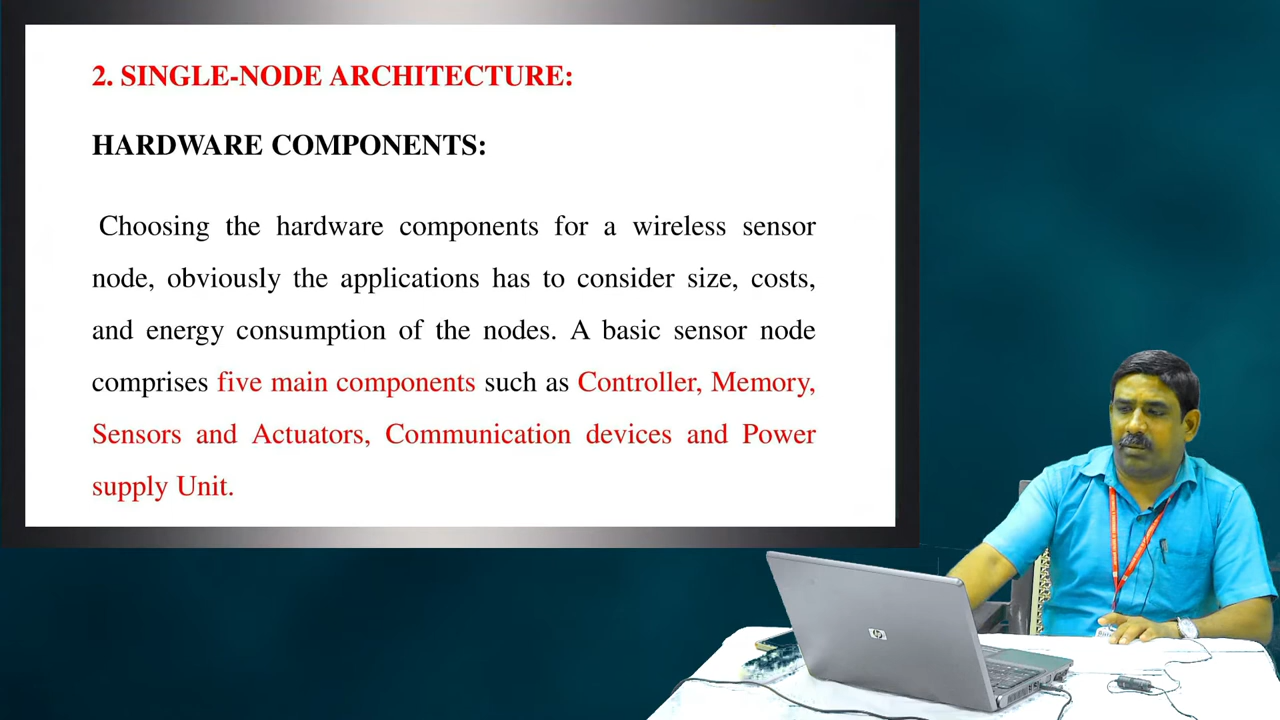 2. SINGLE-NODE ARCHITECTURE:
HARDWARE COMPONENTS:
Choosing the hardware components for a wireless sensor
node, obviously the applications has to consider size, costs,
and energy consumption of the nodes. A basic sensor node
comprises five main components such as Controller, Memory,
Sensors and Actuators, Communication devices and Power
supply Unit.
hp